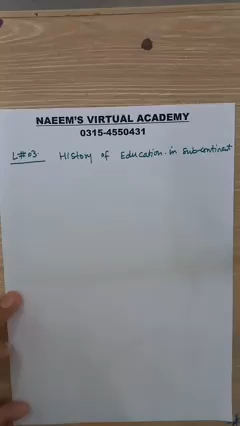 NAEEM'S VIRTUAL ACADEMY
0315-4550431
L#03. History of Education in Sub-continent